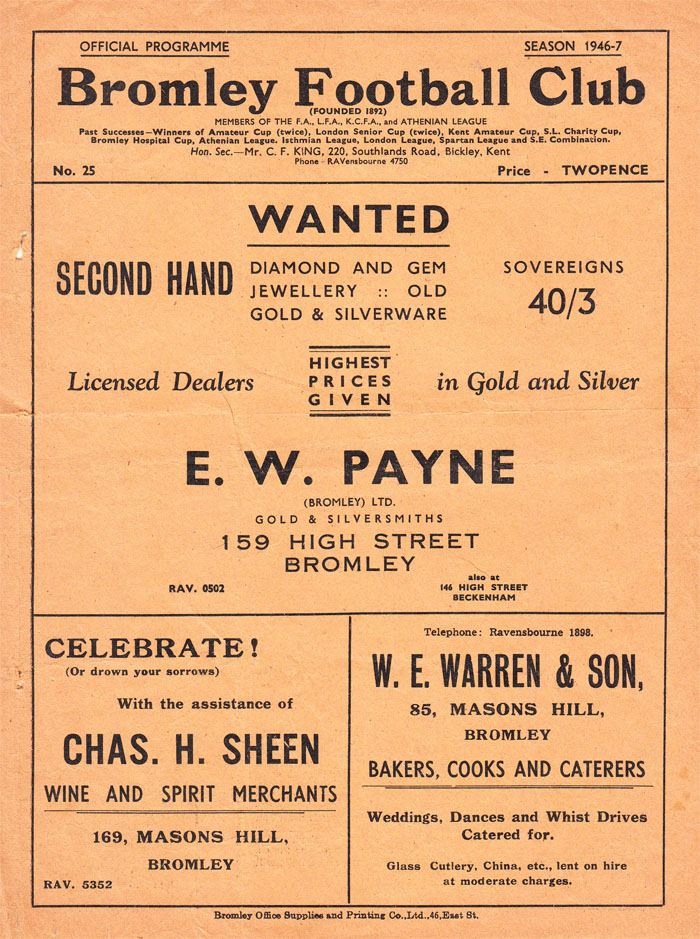 OFFICIAL PROGRAMME SEASON 1946-7
Bromley Football Club
(FOUNDED 1892)
MEMBERS OF THE F.A., L.F.A., K.C.F.A., and ATHENIAN LEAGUE
Past Successes—Winners of Amateur Cup (twice), London Senior Cup (twice), Kent Amateur Cup, S.L. Charity Cup,
Bromley Hospital Cup, Athenian League. Isthmian League, London League, Spartan League and S.E. Combination.
Hon. Sec.—Mr. C. F. KING, 220, Southlands Road, Bickley, Kent
Phone - RAVensbourne 4750
No. 25 Price - TWOPENCE
WANTED
SECOND HAND
DIAMOND AND GEM
JEWELLERY :: OLD
GOLD & SILVERWARE
SOVEREIGNS
40/3
Licensed Dealers
HIGHEST
PRICES
GIVEN
in Gold and Silver
E. W. PAYNE
(BROMLEY) LTD.
GOLD & SILVERSMITHS
159 HIGH STREET
BROMLEY
RAV. 0502
also at
146 HIGH STREET
BECKENHAM
CELEBRATE!
(Or drown your sorrows)
With the assistance of
CHAS. H. SHEEN
WINE AND SPIRIT MERCHANTS
169, MASONS HILL,
BROMLEY
RAV. 5352
Telephone: Ravensbourne 1898.
W. E. WARREN & SON,
85, MASONS HILL,
BROMLEY
BAKERS, COOKS AND CATERERS
Weddings, Dances and Whist Drives
Catered for.
Glass Cutlery, China, etc., lent on hire
at moderate charges.
Bromley Office Supplies and Printing Co.,Ltd.,46,East St.